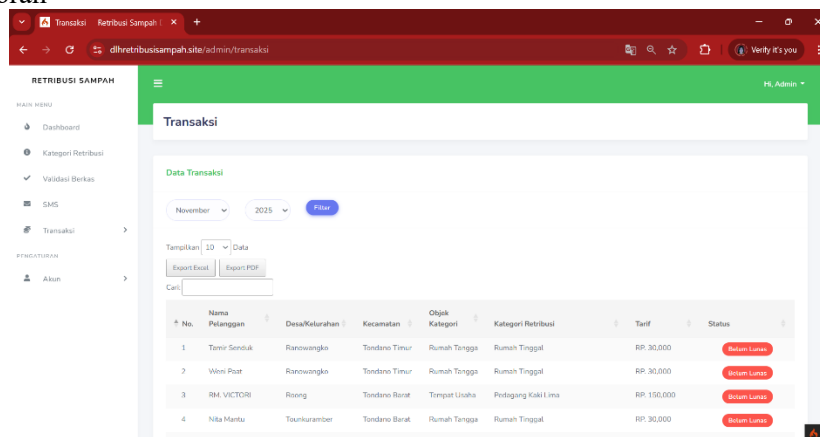 Transaksi Retribusi Sampah
dlhretribusisampah.site/admin/transaksi
Verify it's you
RETRIBUSI SAMPAH
Hi, Admin
MAIN MENU
Dashboard
Kategori Retribusi
Validasi Berkas
SMS
Transaksi
PENGATURAN
Akun
Transaksi
Data Transaksi
November 2025 Filter
Tampilkan 10 Data
Export Excel Export PDF
Cari:
No. Nama Pelanggan Desa/Kelurahan Kecamatan Objek Kategori Kategori Retribusi Tarif Status
1 Tamir Senduk Ranowangko Tondano Timur Rumah Tangga Rumah Tinggal RP. 30,000 Belum Lunas
2 Weni Paat Ranowangko Tondano Timur Rumah Tangga Rumah Tinggal RP. 30,000 Belum Lunas
3 RM. VICTORI Roong Tondano Barat Tempat Usaha Pedagang Kaki Lima RP. 150,000 Belum Lunas
4 Nita Mantu Tounkuramber Tondano Barat Rumah Tangga Rumah Tinggal RP. 30,000 Belum Lunas